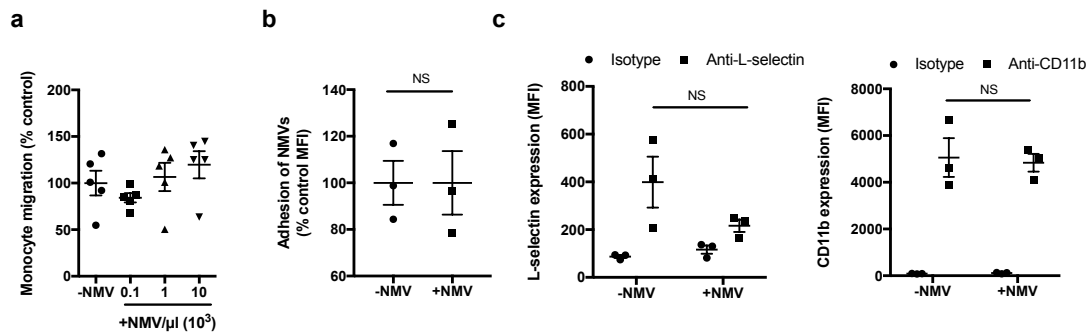 a
Monocyte migration (% control)
200
150
100
50
0
-NMV 0.1 1 10
+NMV/µl (10³)
b
Adhesion of NMVs
(% control MFI)
NS
140
120
100
80
60
-NMV +NMV
c
Isotype Anti-L-selectin
L-selectin expression (MFI)
NS
800
600
400
200
0
-NMV +NMV
Isotype Anti-CD11b
CD11b expression (MFI)
NS
8000
6000
4000
2000
0
-NMV +NMV